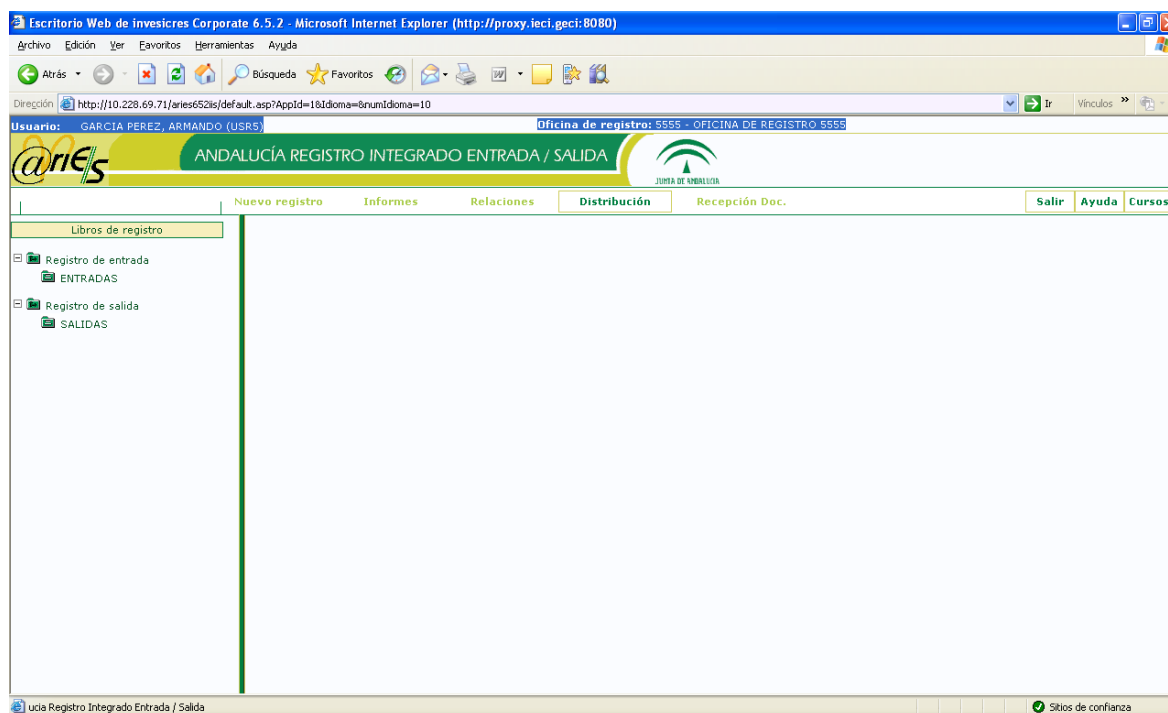 Escritorio Web de invesicres Corporate 6.5.2 - Microsoft Internet Explorer (http://proxy.ieci.geci:8080)
Archivo Edición Ver Favoritos Herramientas Ayuda
Atrás Búsqueda Favoritos
Dirección http://10.228.69.71/aries652iis/default.asp?AppId=1&Idioma=&numIdioma=10 Ir Vínculos »
Usuario: GARCIA PEREZ, ARMANDO (USR5) Oficina de registro: 5555 - OFICINA DE REGISTRO 5555
@rieS ANDALUCÍA REGISTRO INTEGRADO ENTRADA / SALIDA
JUNTA DE ANDALUCIA
Nuevo registro Informes Relaciones Distribución Recepción Doc. Salir Ayuda Cursos
Libros de registro
Registro de entrada
ENTRADAS
Registro de salida
SALIDAS
ucia Registro Integrado Entrada / Salida Sitios de confianza